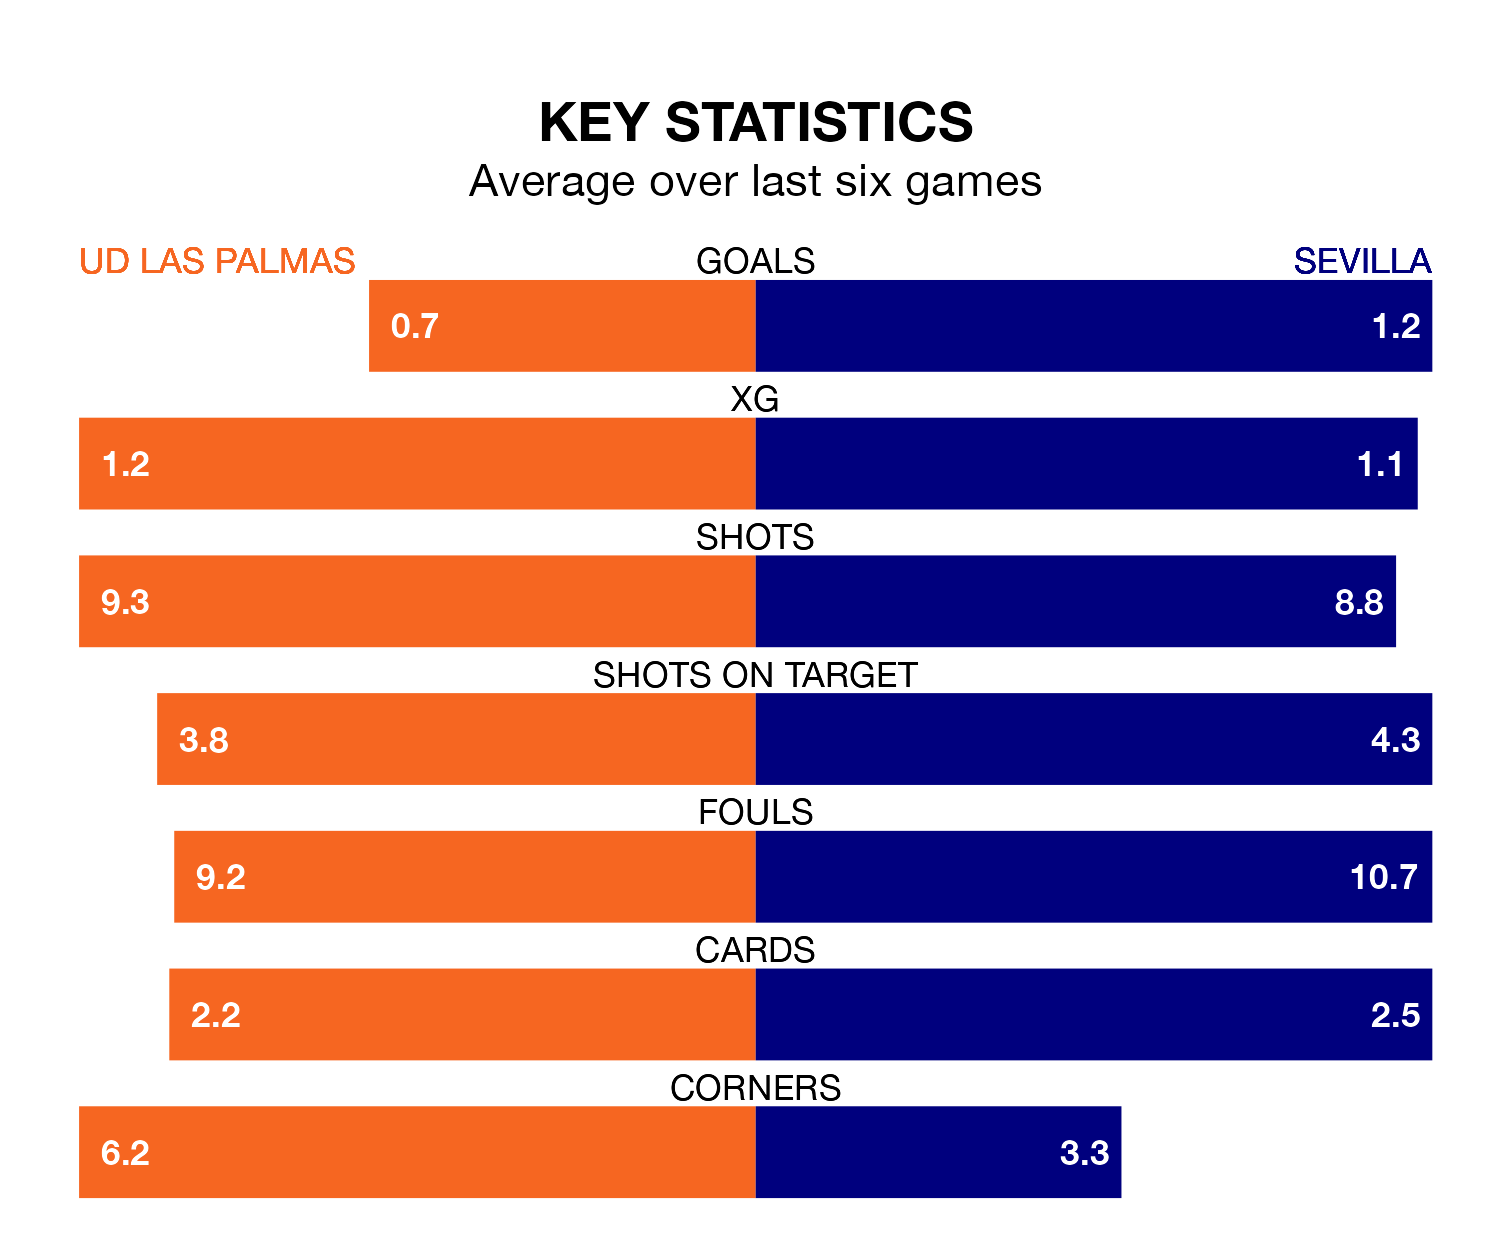 KEY STATISTICS
Average over last six games
UD LAS PALMAS GOALS SEVILLA
0.7 1.2
XG
1.2 1.1
SHOTS
9.3 8.8
SHOTS ON TARGET
3.8 4.3
FOULS
9.2 10.7
CARDS
2.2 2.5
CORNERS
6.2 3.3